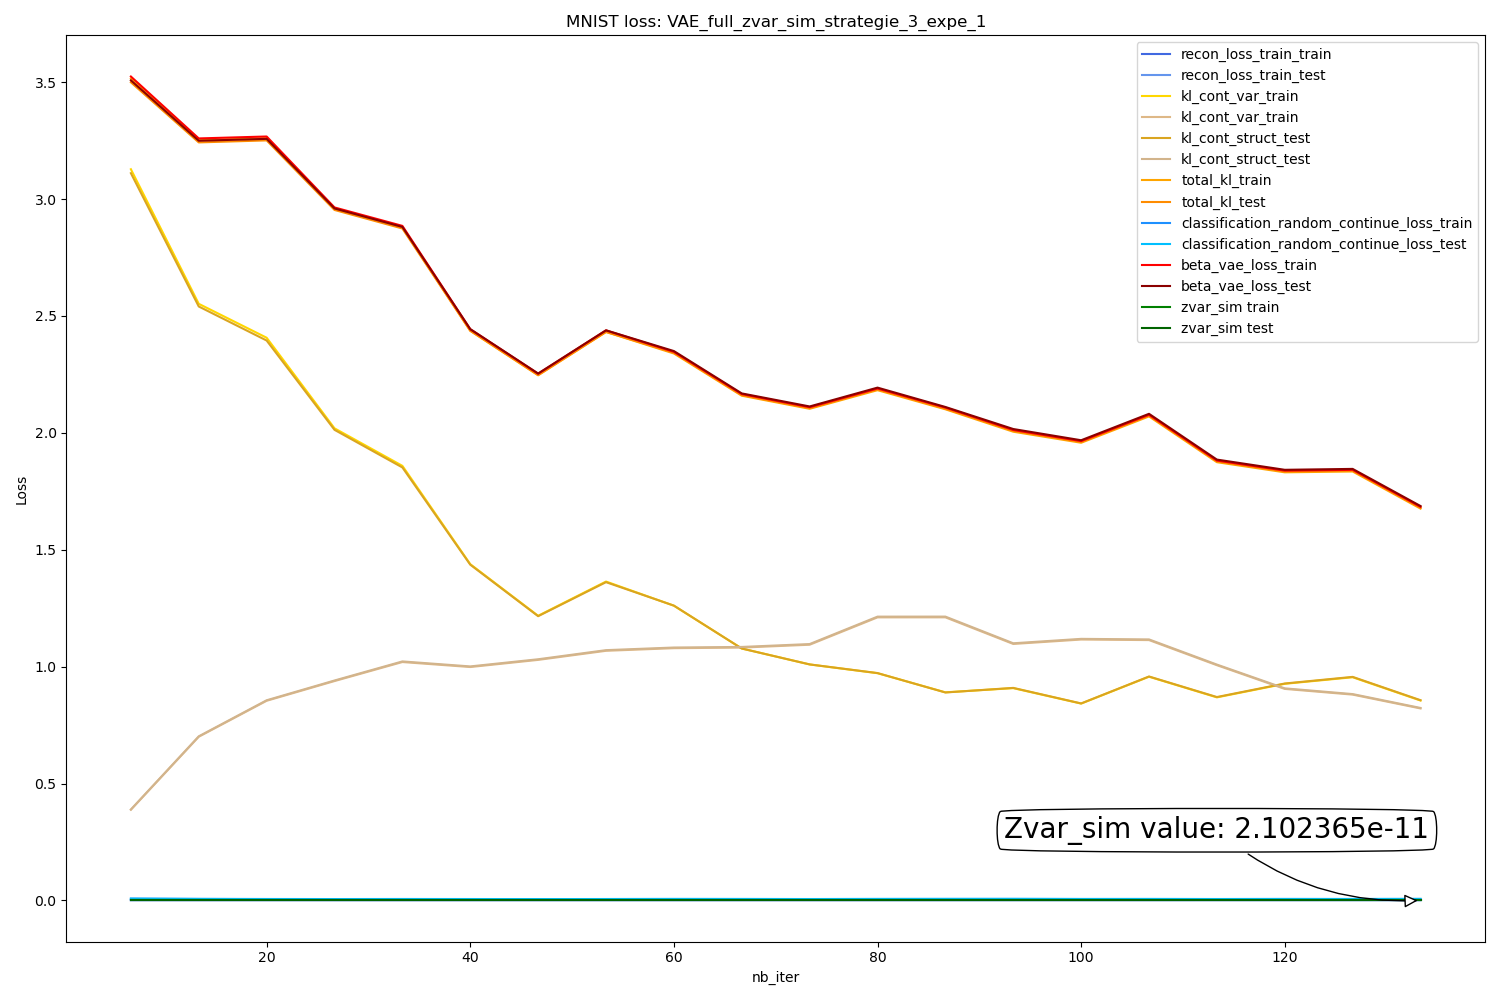 MNIST loss: VAE_full_zvar_sim_strategie_3_expe_1
recon_loss_train_train
recon_loss_train_test
kl_cont_var_train
kl_cont_var_train
kl_cont_struct_test
kl_cont_struct_test
total_kl_train
total_kl_test
classification_random_continue_loss_train
classification_random_continue_loss_test
beta_vae_loss_train
beta_vae_loss_test
zvar_sim train
zvar_sim test
3.5
3.0
2.5
2.0
1.5
1.0
0.5
0.0
Loss
Zvar_sim value: 2.102365e-11
20 40 60 80 100 120
nb_iter